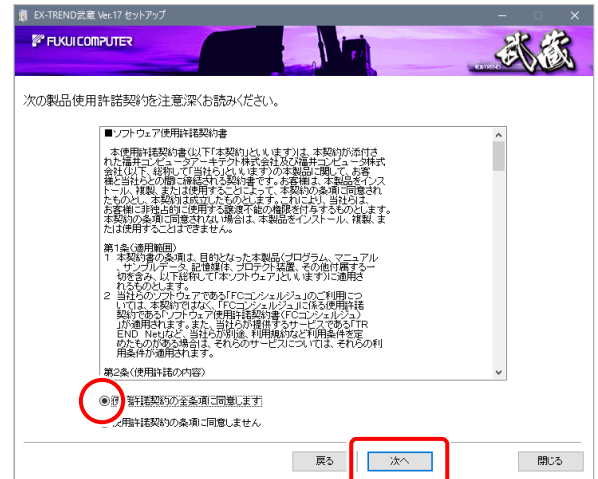 EX-TREND武蔵 Ver.17 セットアップ
FUKUI COMPUTER
EX-TREND
武蔵
次の製品使用許諾契約を注意深くお読みください。
■ソフトウェア使用許諾契約書
本使用許諾契約書(以下「本契約」といいます)は、本契約が添付さ
れた福井コンピュータアーキテクト株式会社及び福井コンピュータ株式
会社(以下、総称して「当社ら」といいます)の本製品に関して、お客
様と当社らとの間に締結される契約書です。お客様は、本製品をインス
トール、複製、または使用することによって、本契約の条項に同意され
たものとし、本契約は成立したものとします。これにより、当社らは、
お客様に非独占的に使用する譲渡不能の権限を付与するものとします。
本契約の条項に同意されない場合は、本製品をインストール、複製、ま
たは使用することはできません。
第1条(適用範囲)
1 本契約書の条項は、目的となった本製品(プログラム、マニュアル
、サンプルデータ、記憶媒体、プロテクト装置、その他付属する一
切を含み、以下総称して「本ソフトウェア」といいます)に適用さ
れるものとします。
2 当社らのソフトウェアである「FCコンシェルジュ」のご利用につ
いては、本契約ではなく、「FCコンシェルジュ」に係る使用許諾
契約である「ソフトウェア使用許諾契約書(FCコンシェルジュ)
」が適用されます。また、当社らが提供するサービスである「TR
END Net」など、当社らが別途、利用規約など利用条件を定
めたものがある場合は、それらのサービスについては、それらの利
用条件が適用されます。
第2条(使用許諾の内容)
使用許諾契約の全条項に同意します
使用許諾契約の条項に同意しません
戻る
次へ
閉じる